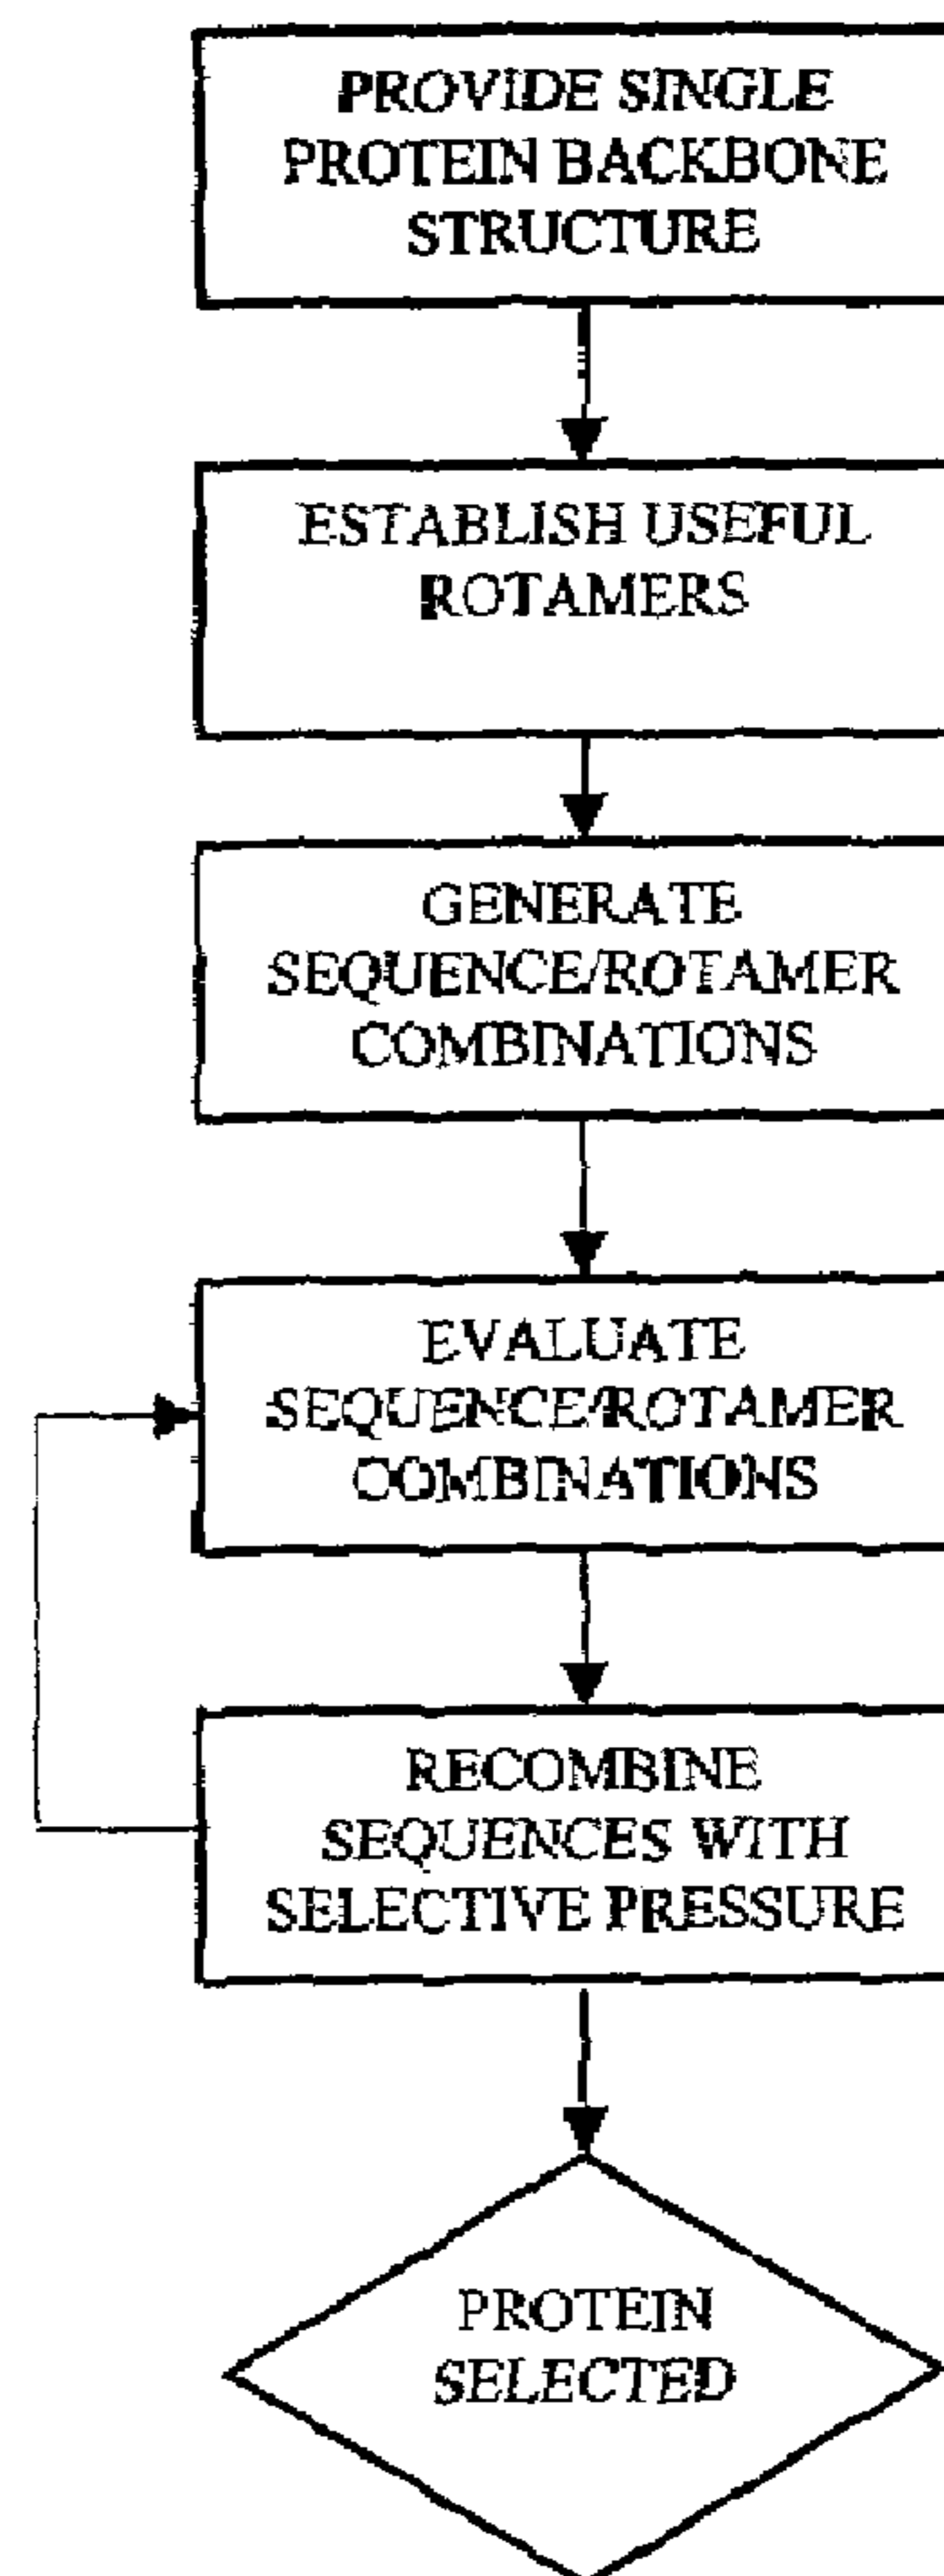 PROVIDE SINGLE
PROTEIN BACKBONE
STRUCTURE
ESTABLISH USEFUL
ROTAMERS
GENERATE
SEQUENCE/ROTAMER
COMBINATIONS
EVALUATE
SEQUENCE/ROTAMER
COMBINATIONS
RECOMBINE
SEQUENCES WITH
SELECTIVE PRESSURE
PROTEIN
SELECTED